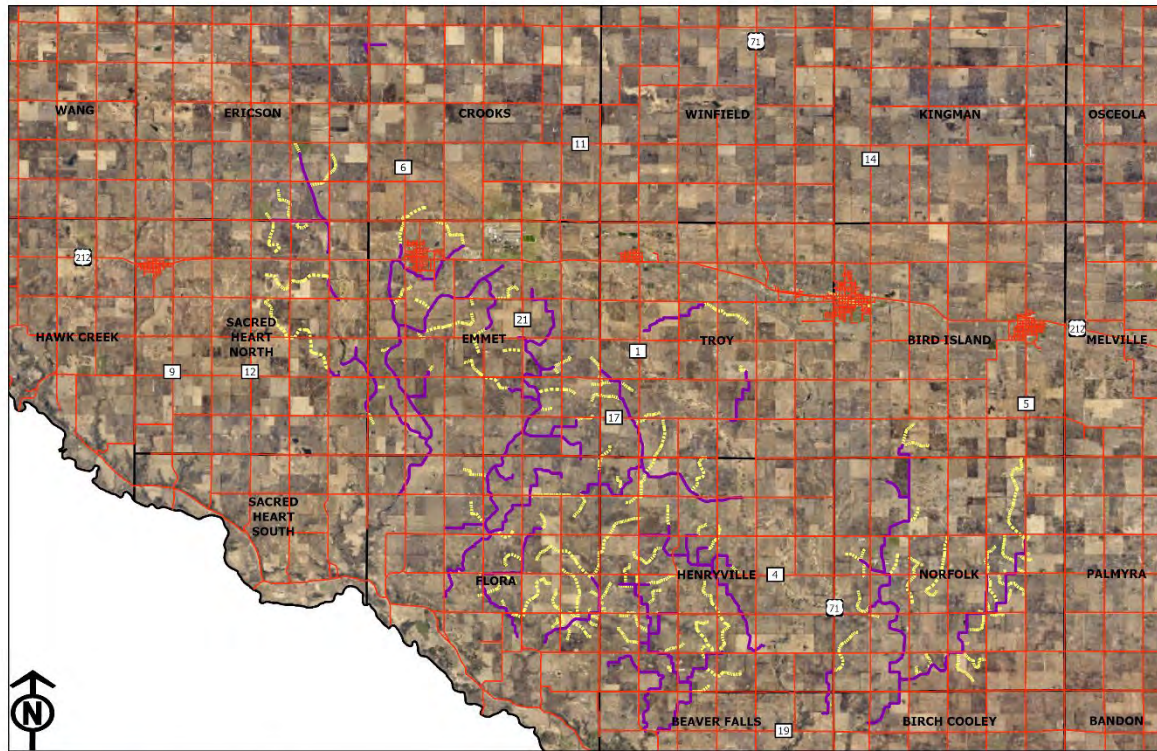 71
WANG
ERICSON
CROOKS
WINFIELD
KINGMAN
OSCEOLA
11
14
6
212
21
HAWK CREEK
SACRED
HEART
NORTH
EMMET
1
TROY
BIRD ISLAND
212
MELVILLE
9
12
17
5
SACRED
HEART
SOUTH
FLORA
HENRYVILLE
4
NORFOLK
PALMYRA
71
N
BEAVER FALLS
19
BIRCH COOLEY
BANDON